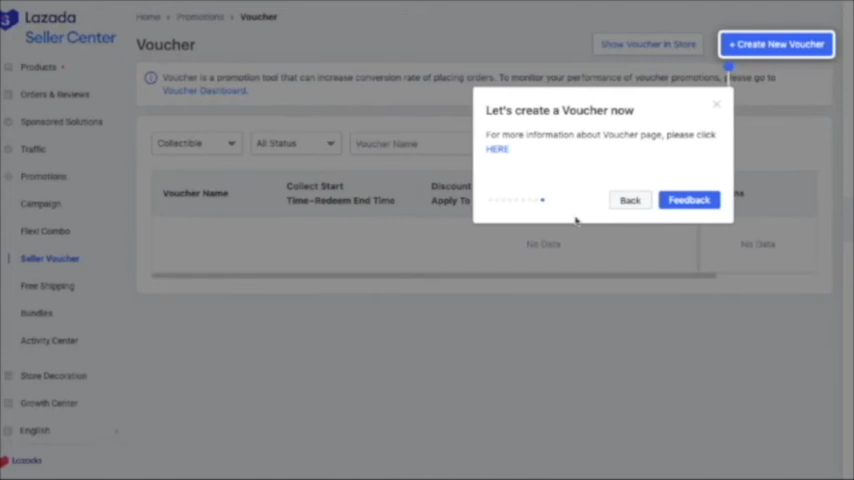 Lazada
Seller Center
Home > Promotions > Voucher
Voucher
Show Voucher in Store
+ Create New Voucher
Voucher is a promotion tool that can increase conversion rate of placing orders. To monitor your performance of voucher promotions, please go to
Voucher Dashboard.
Let's create a Voucher now
For more information about Voucher page, please click
HERE
Back
Feedback
Collectible
All Status
Voucher Name
Voucher Name
Collect Start
Time~Redeem End Time
Discount
Apply To
No Data
No Data
Products
Orders & Reviews
Sponsored Solutions
Traffic
Promotions
Campaign
Flexi Combo
Seller Voucher
Free Shipping
Bundles
Activity Center
Store Decoration
Growth Center
English
Lazada